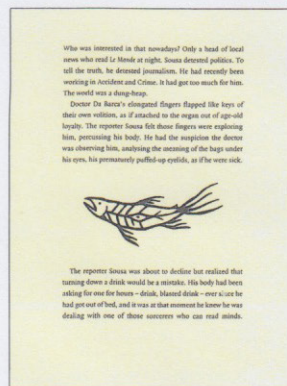 Who was interested in that nowadays? Only a head of local
news who read Le Monde at night. Sousa detested politics. To
tell the truth, he detested journalism. He had recently been
working in Accident and Crime. It had got too much for him.
The world was a dung-heap.
Doctor Da Barca's elongated fingers flapped like keys of
their own volition, as if attached to the organ out of age-old
loyalty. The reporter Sousa felt those fingers were exploring
him, percussing his body. He had the suspicion the doctor
was observing him, analysing the meaning of the bags under
his eyes, his prematurely puffed-up eyelids, as if he were sick.
The reporter Sousa was about to decline but realized that
turning down a drink would be a mistake. His body had been
asking for one for hours – drink, blasted drink – ever since he
had got out of bed, and it was at that moment he knew he was
dealing with one of those sorcerers who can read minds.